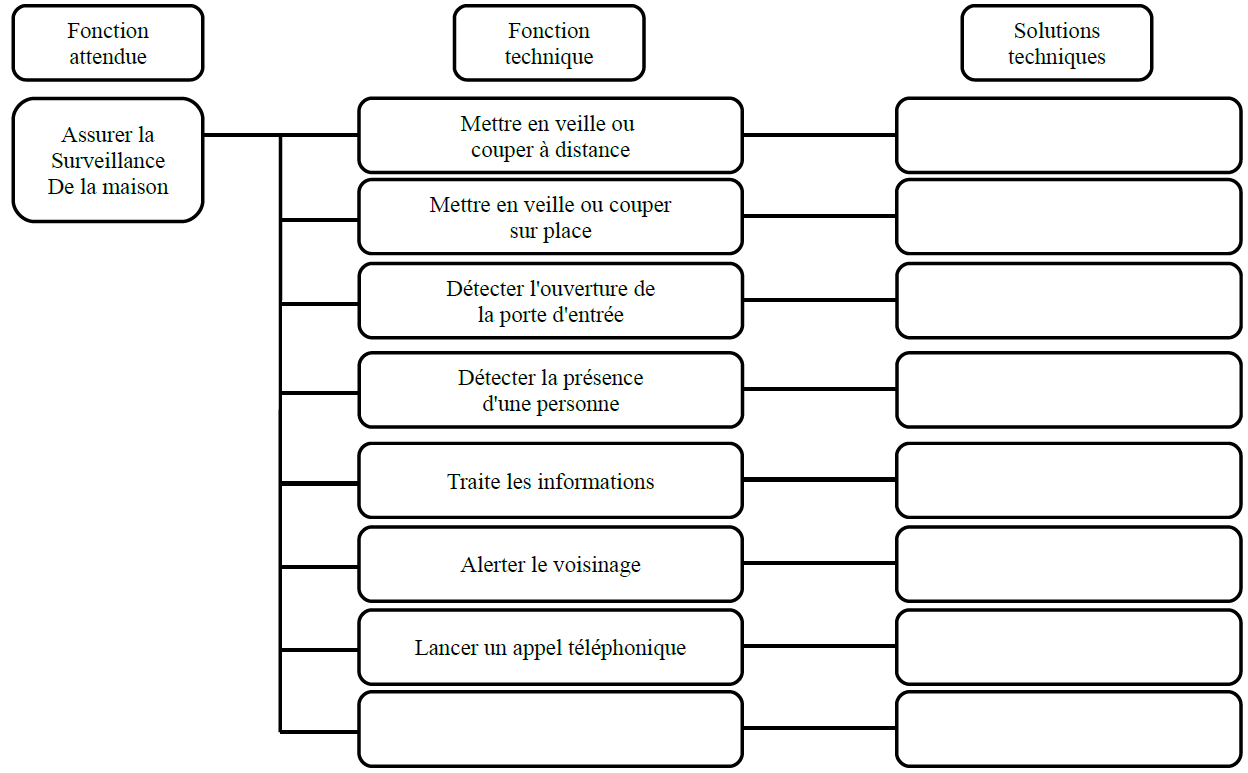 Fonction
attendue
Fonction
technique
Solutions
techniques
Assurer la
Surveillance
De la maison
Mettre en veille ou
couper à distance
Mettre en veille ou couper
sur place
Détecter l'ouverture de
la porte d'entrée
Détecter la présence
d'une personne
Traite les informations
Alerter le voisinage
Lancer un appel téléphonique